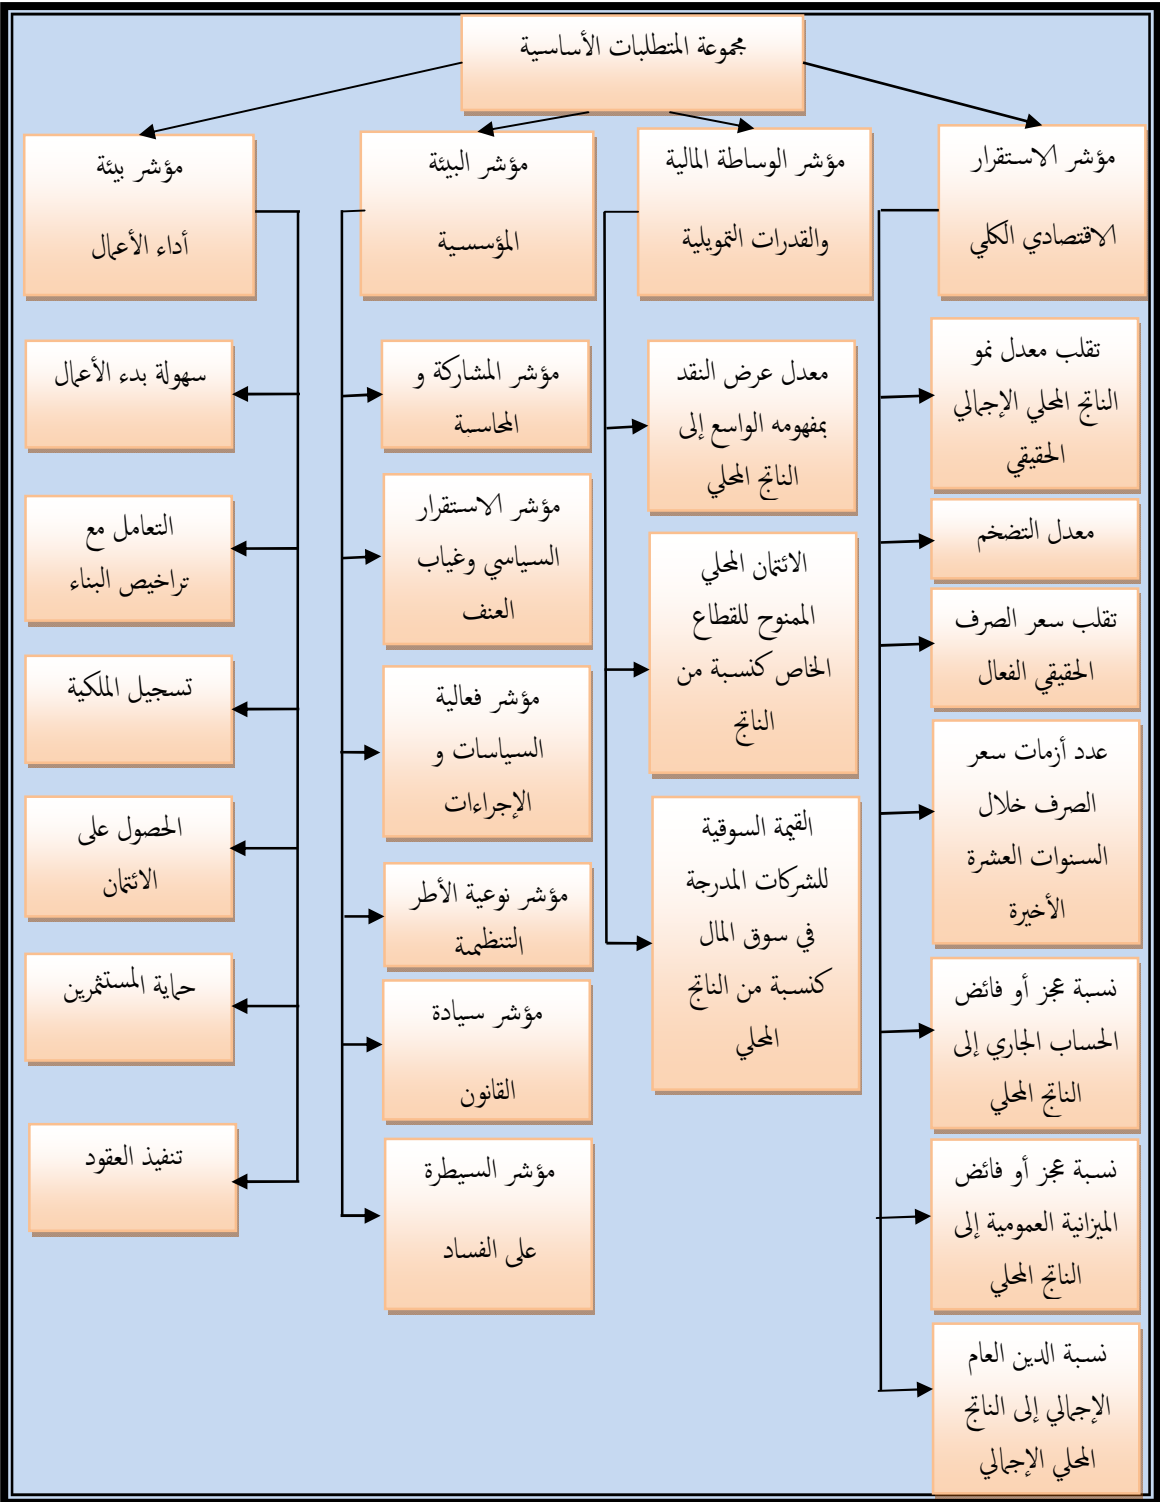 مجموعة المتطلبات الأساسية
مؤشر الاستقرار
الاقتصادي الكلي
مؤشر الوساطة المالية
والقدرات التمويلية
مؤشر البيئة
المؤسسية
مؤشر بيئة
أداء الأعمال
تقلب معدل نمو
الناتج المحلي الإجمالي
الحقيقي
معدل التضخم
تقلب سعر الصرف
الحقيقي الفعال
عدد أزمات سعر
الصرف خلال
السنوات العشرة
الأخيرة
نسبة عجز أو فائض
الحساب الجاري إلى
الناتج المحلي
نسبة عجز أو فائض
الميزانية العمومية إلى
الناتج المحلي
نسبة الدين العام
الإجمالي إلى الناتج
المحلي الإجمالي
معدل عرض النقد
بمفهومه الواسع إلى
الناتج المحلي
الائتمان المحلي
الممنوح للقطاع
الخاص كنسبة من
الناتج
القيمة السوقية
للشركات المدرجة
في سوق المال
كنسبة من الناتج
المحلي
مؤشر المشاركة و
المحاسبة
مؤشر الاستقرار
السياسي وغياب
العنف
مؤشر فعالية
السياسات و
الإجراءات
مؤشر نوعية الأطر
التنظيمية
مؤشر سيادة
القانون
مؤشر السيطرة
على الفساد
سهولة بدء الأعمال
التعامل مع
تراخيص البناء
تسجيل الملكية
الحصول على
الائتمان
حماية المستثمرين
تنفيذ العقود